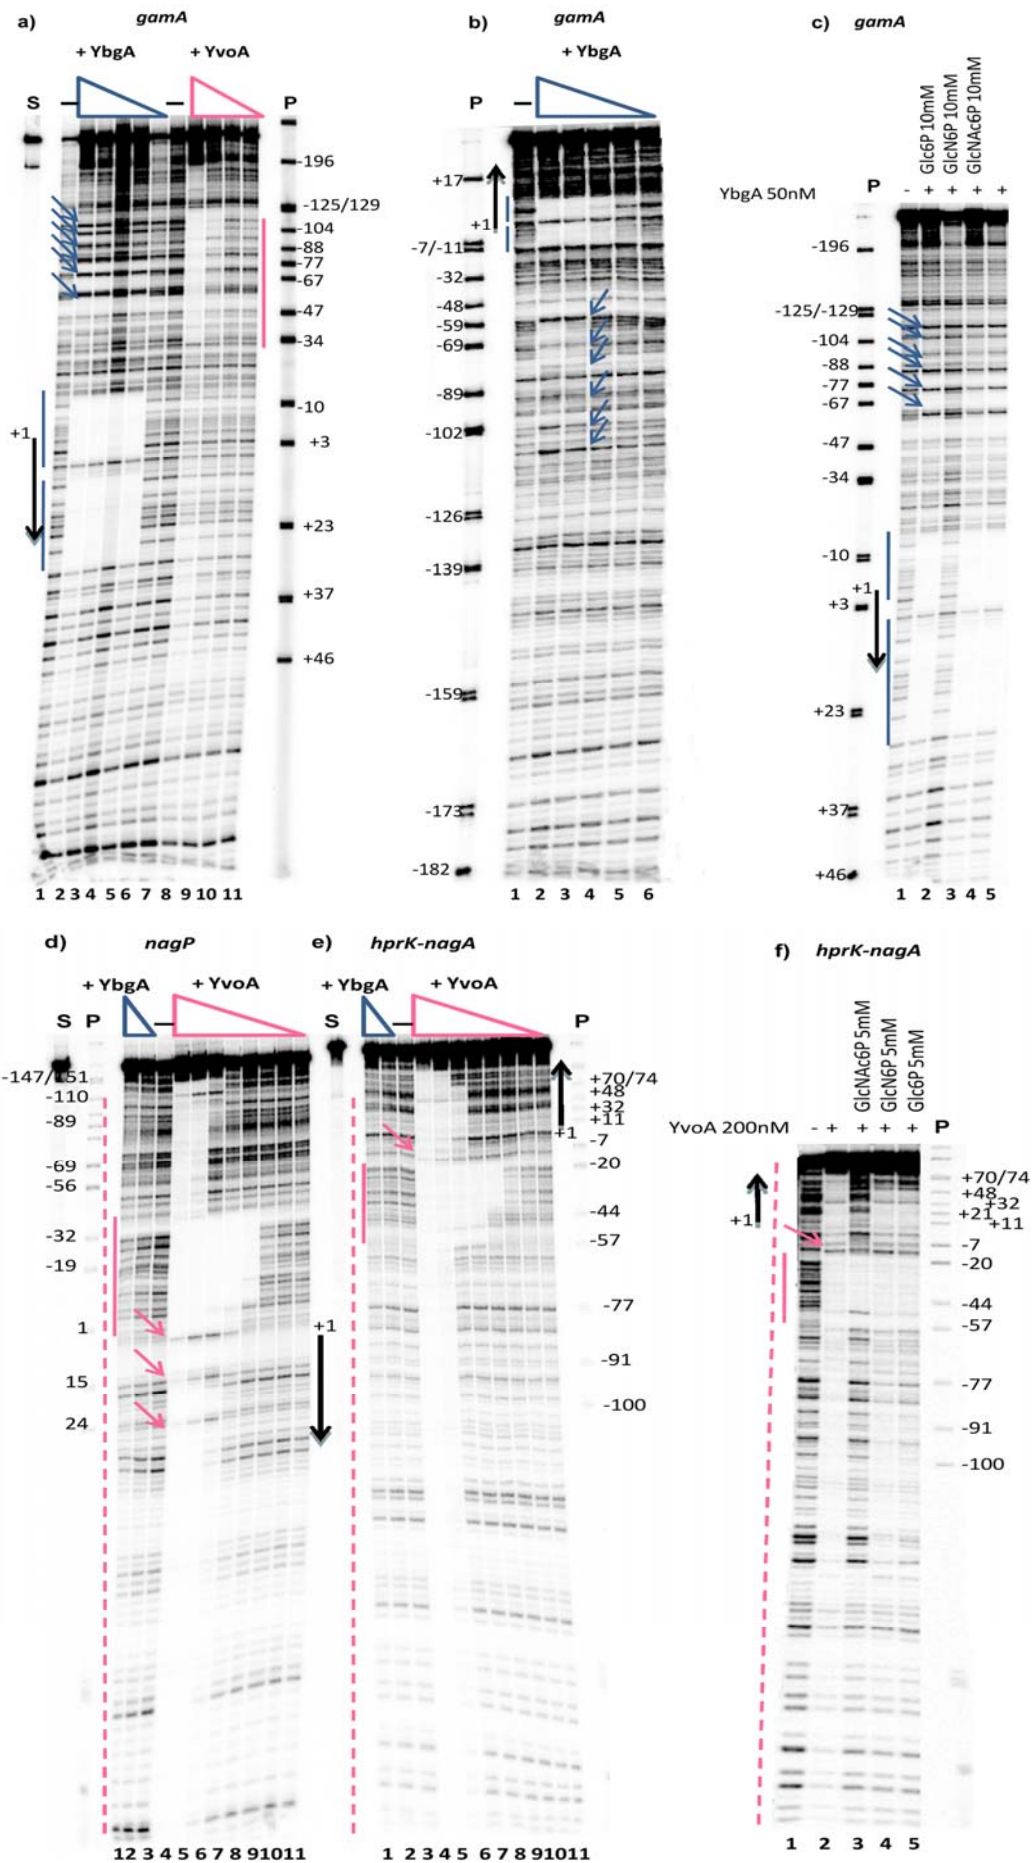 a)
gamA
+ YbgA
+ YvoA
S
–
–
P
-196
-125/129
-104
-88
-77
-67
-47
-34
-10
+1
+3
+23
+37
+46
1 2 3 4 5 6 7 8 9 10 11
b)
gamA
+ YbgA
P
–
+17
+1
-7/-11
-32
-48
-59
-69
-89
-102
-126
-139
-159
-173
-182
1 2 3 4 5 6
c)
gamA
Glc6P 10mM
GlcN6P 10mM
GlcNAc6P 10mM
YbgA 50nM
P
- + + + +
-196
-125/-129
-104
-88
-77
-67
-47
-34
-10
+1
+3
+23
+37
+46
1 2 3 4 5
d)
nagP
+ YbgA
+ YvoA
S P
–
-147/151
-110
-89
-69
-56
-32
-19
1
+1
15
24
12 3 4 5 6 7 8 91011
e)
hprK-nagA
+ YbgA
+ YvoA
S
–
P
+70/74
+48
+32
+11
+1
-7
-20
-44
-57
-77
-91
-100
1 2 3 4 5 6 7 8 91011
f)
hprK-nagA
GlcNAc6P 5mM
GlcN6P 5mM
Glc6P 5mM
YvoA 200nM
- + + + +
P
+70/74
+48
+32
+21
+11
+1
-7
-20
-44
-57
-77
-91
-100
1 2 3 4 5